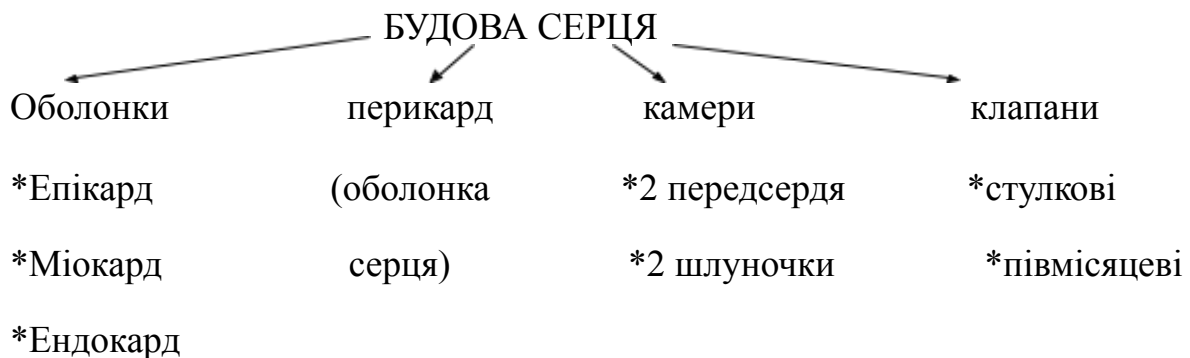 БУДОВА СЕРЦЯ
Оболонки перикард камери клапани
*Епікард (оболонка *2 передсердя *стулкові
*Міокард серця) *2 шлуночки *півмісяцеві
*Ендокард